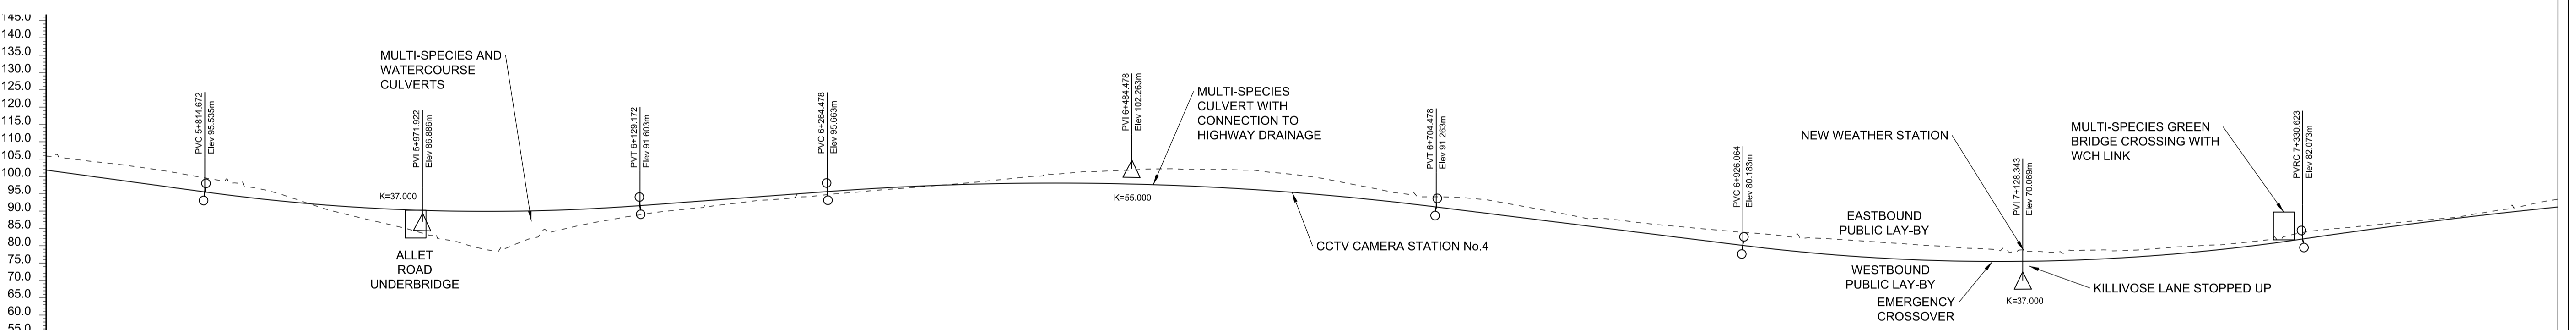 145.0
140.0
135.0
130.0
125.0
120.0
115.0
110.0
105.0
100.0
95.0
90.0
85.0
80.0
75.0
70.0
65.0
60.0
55.0
PVC 5+814.672
Elev 95.535m
MULTI-SPECIES AND
WATERCOURSE
CULVERTS
PVI 5+971.922
Elev 86.886m
K=37.000
ALLET
ROAD
UNDERBRIDGE
PVT 6+129.172
Elev 91.603m
PVC 6+264.478
Elev 95.663m
PVI 6+484.478
Elev 102.263m
K=55.000
MULTI-SPECIES
CULVERT WITH
CONNECTION TO
HIGHWAY DRAINAGE
CCTV CAMERA STATION No.4
PVT 6+704.478
Elev 91.263m
PVC 6+926.064
Elev 80.183m
NEW WEATHER STATION
EASTBOUND
PUBLIC LAY-BY
WESTBOUND
PUBLIC LAY-BY
EMERGENCY
CROSSOVER
PVI 7+128.343
Elev 70.069m
K=37.000
KILLIVOSE LANE STOPPED UP
MULTI-SPECIES GREEN
BRIDGE CROSSING WITH
WCH LINK
PVRC 7+330.623
Elev 82.073m